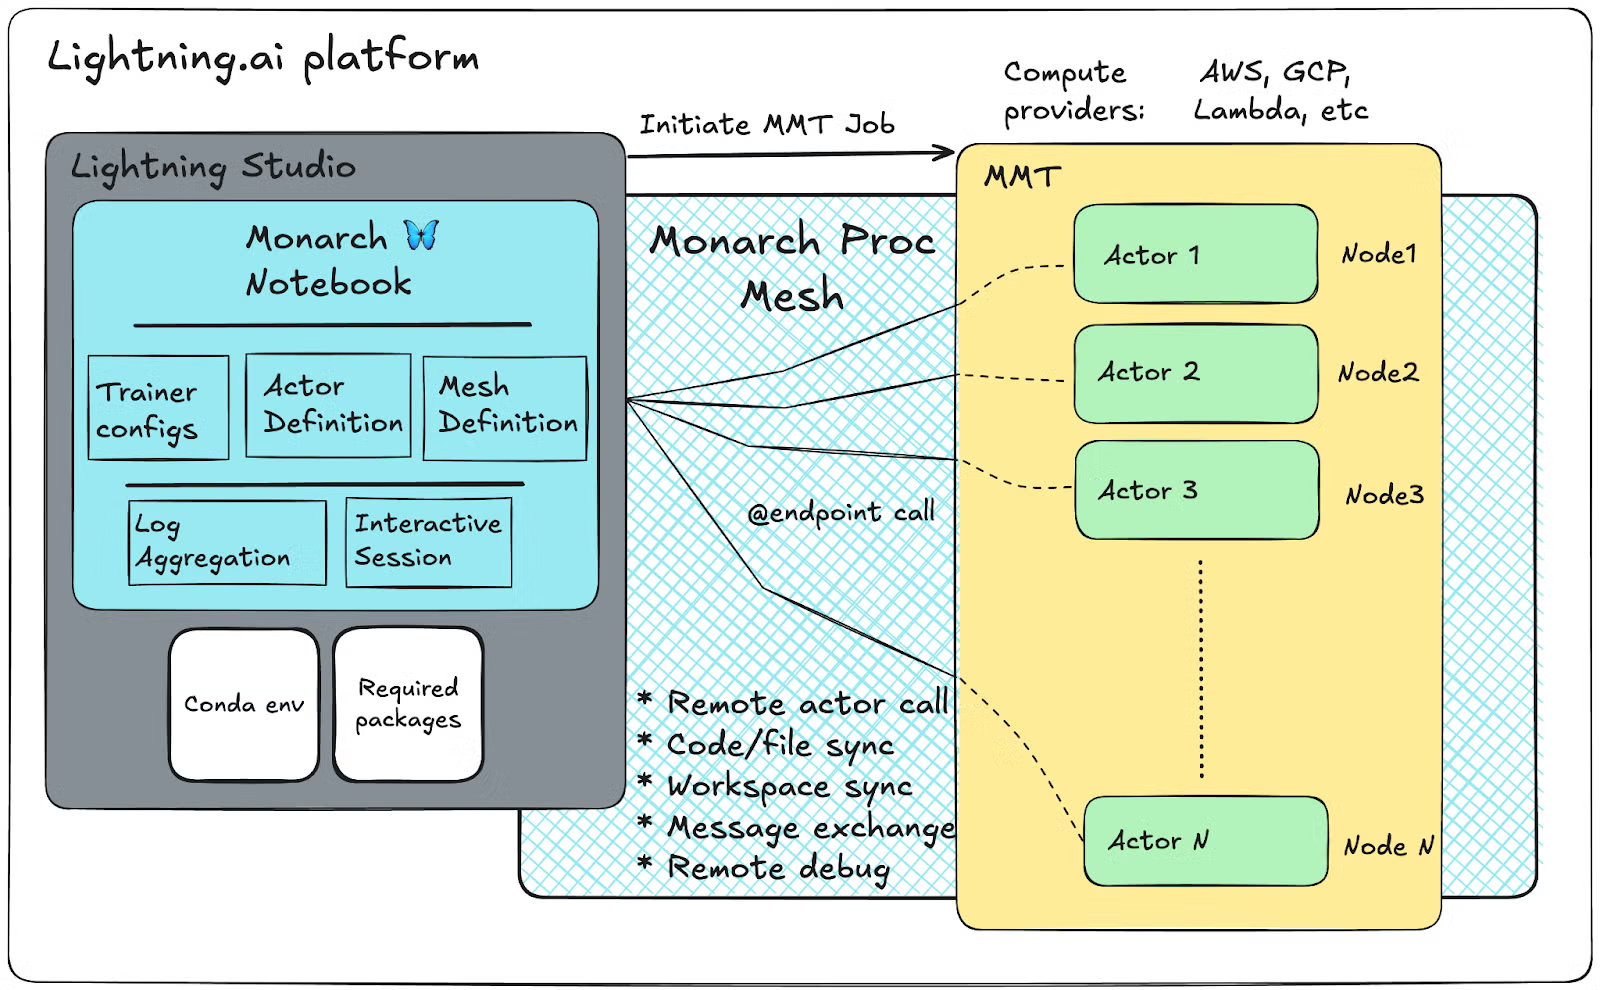 Lightning.ai platform
Compute
providers:
AWS, GCP,
Lambda, etc
Initiate MMT Job
Lightning Studio
Monarch 🦋
Notebook
Trainer
configs
Actor
Definition
Mesh
Definition
Log
Aggregation
Interactive
Session
Conda env
Required
packages
Monarch Proc
Mesh
@endpoint call
* Remote actor call
* Code/file sync
* Workspace sync
* Message exchange
* Remote debug
MMT
Actor 1
Node1
Actor 2
Node2
Actor 3
Node3
Actor N
Node N